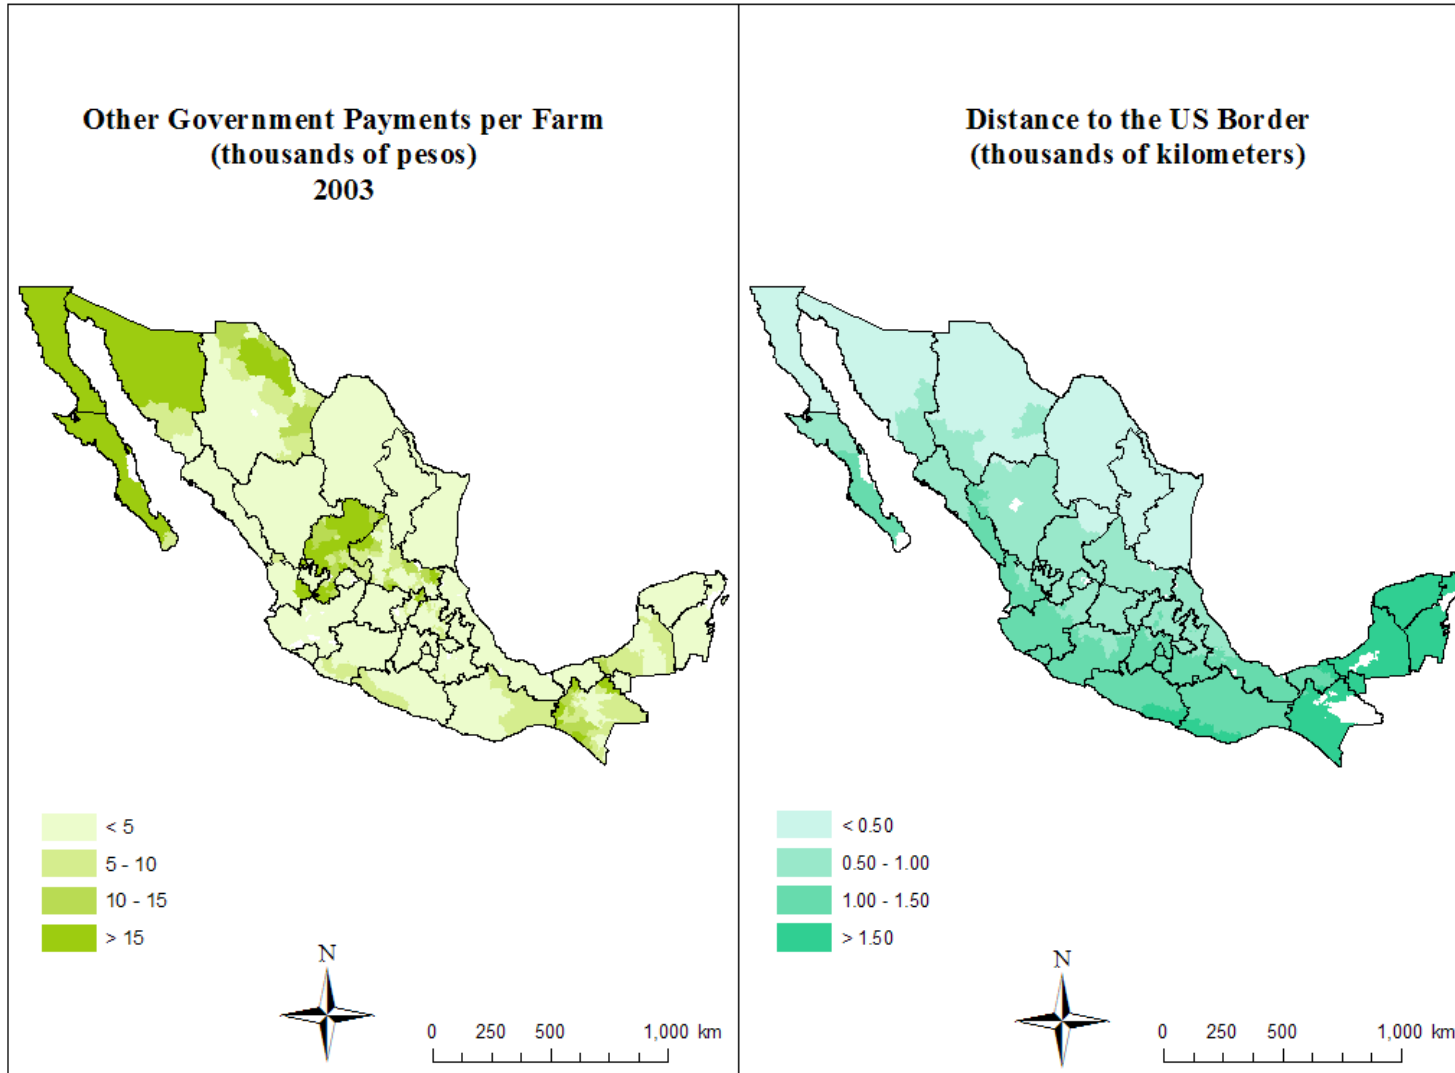 Other Government Payments per Farm
(thousands of pesos)
2003
< 5
5 - 10
10 - 15
> 15
N
0 250 500 1,000 km
Distance to the US Border
(thousands of kilometers)
< 0.50
0.50 - 1.00
1.00 - 1.50
> 1.50
N
0 250 500 1,000 km